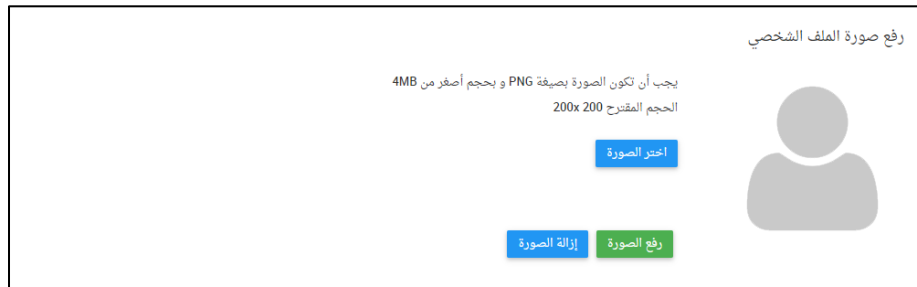 رفع صورة الملف الشخصي
يجب أن تكون الصورة بصيغة PNG و بحجم أصغر من 4MB
الحجم المقترح 200 200x
اختر الصورة
رفع الصورة
إزالة الصورة